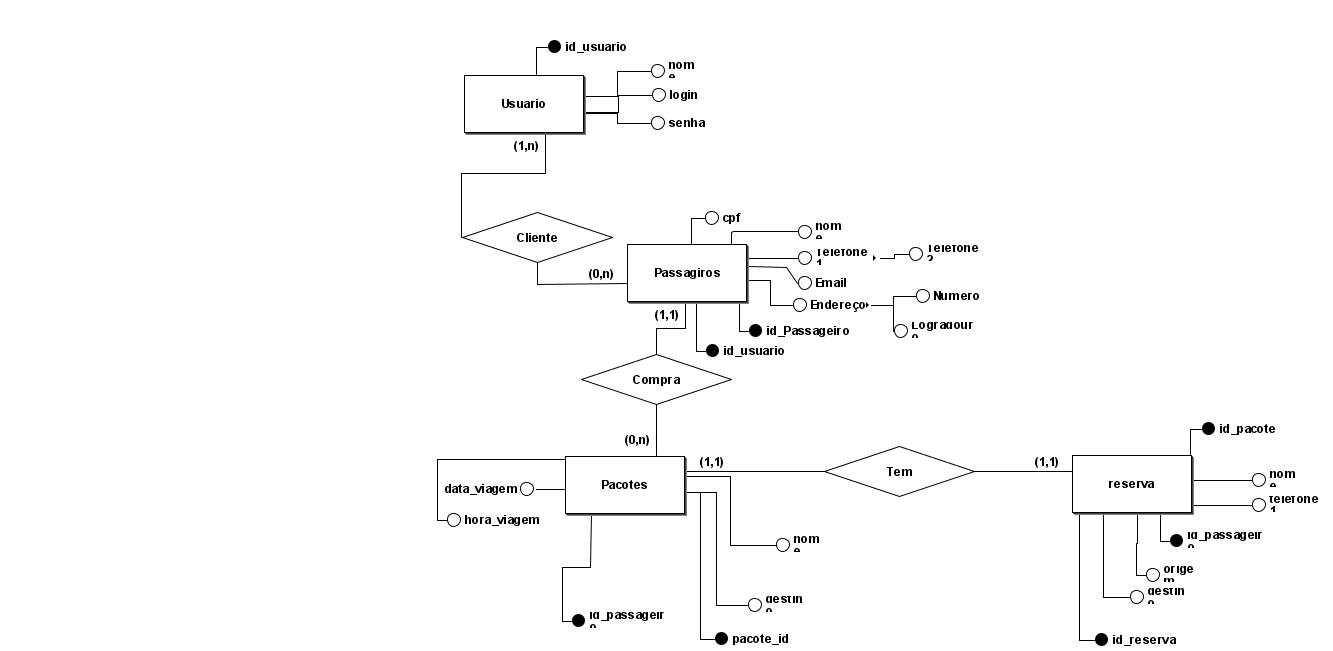 id_usuario
nome
Usuario
login
senha
(1,n)
Cliente
cpf
nome
Telefone
1
Telefone
2
(0,n)
Passagiros
Email
Endereço
Numero
Logradouro
(1,1)
id_Passageiro
id_usuario
Compra
(0,n)
id_pacote
(1,1)
Tem
(1,1)
data_viagem
Pacotes
reserva
nome
telefone
1
hora_viagem
nome
id_passageiro
origem
destino
destino
id_passageiro
pacote_id
id_reserva